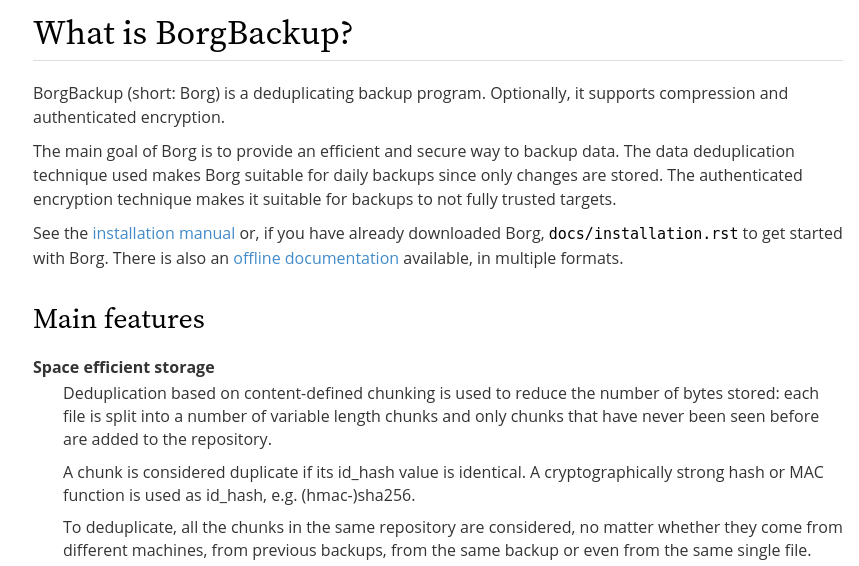 What is BorgBackup?
BorgBackup (short: Borg) is a deduplicating backup program. Optionally, it supports compression and
authenticated encryption.
The main goal of Borg is to provide an efficient and secure way to backup data. The data deduplication
technique used makes Borg suitable for daily backups since only changes are stored. The authenticated
encryption technique makes it suitable for backups to not fully trusted targets.
See the installation manual or, if you have already downloaded Borg, docs/installation.rst to get started
with Borg. There is also an offline documentation available, in multiple formats.
Main features
Space efficient storage
Deduplication based on content-defined chunking is used to reduce the number of bytes stored: each
file is split into a number of variable length chunks and only chunks that have never been seen before
are added to the repository.
A chunk is considered duplicate if its id_hash value is identical. A cryptographically strong hash or MAC
function is used as id_hash, e.g. (hmac-)sha256.
To deduplicate, all the chunks in the same repository are considered, no matter whether they come from
different machines, from previous backups, from the same backup or even from the same single file.